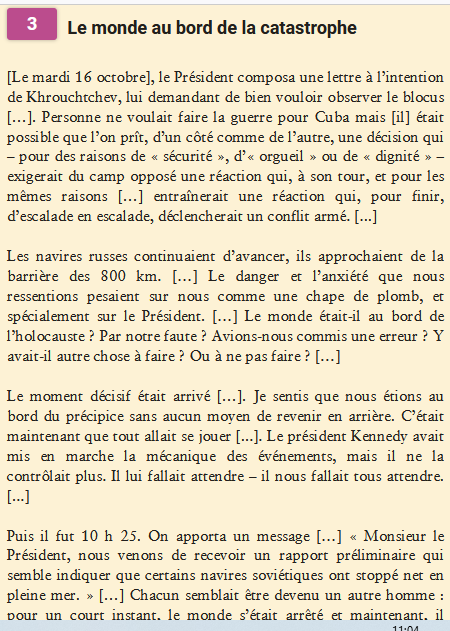 3 Le monde au bord de la catastrophe
[Le mardi 16 octobre], le Président composa une lettre à l'intention
de Khrouchtchev, lui demandant de bien vouloir observer le blocus
[…]. Personne ne voulait faire la guerre pour Cuba mais [il] était
possible que l'on prît, d'un côté comme de l'autre, une décision qui
– pour des raisons de « sécurité », d'« orgueil » ou de « dignité » –
exigerait du camp opposé une réaction qui, à son tour, et pour les
mêmes raisons […] entraînerait une réaction qui, pour finir,
d'escalade en escalade, déclencherait un conflit armé. [...]
Les navires russes continuaient d'avancer, ils approchaient de la
barrière des 800 km. […] Le danger et l'anxiété que nous
ressentions pesaient sur nous comme une chape de plomb, et
spécialement sur le Président. […] Le monde était-il au bord de
l'holocauste ? Par notre faute ? Avions-nous commis une erreur ? Y
avait-il autre chose à faire ? Ou à ne pas faire ? […]
Le moment décisif était arrivé […]. Je sentis que nous étions au
bord du précipice sans aucun moyen de revenir en arrière. C'était
maintenant que tout allait se jouer [...]. Le président Kennedy avait
mis en marche la mécanique des événements, mais il ne la
contrôlait plus. Il lui fallait attendre – il nous fallait tous attendre.
[...]
Puis il fut 10 h 25. On apporta un message […] « Monsieur le
Président, nous venons de recevoir un rapport préliminaire qui
semble indiquer que certains navires soviétiques ont stoppé net en
pleine mer. » […] Chacun semblait être devenu un autre homme :
pour un court instant, le monde s'était arrêté et maintenant, il
11:04